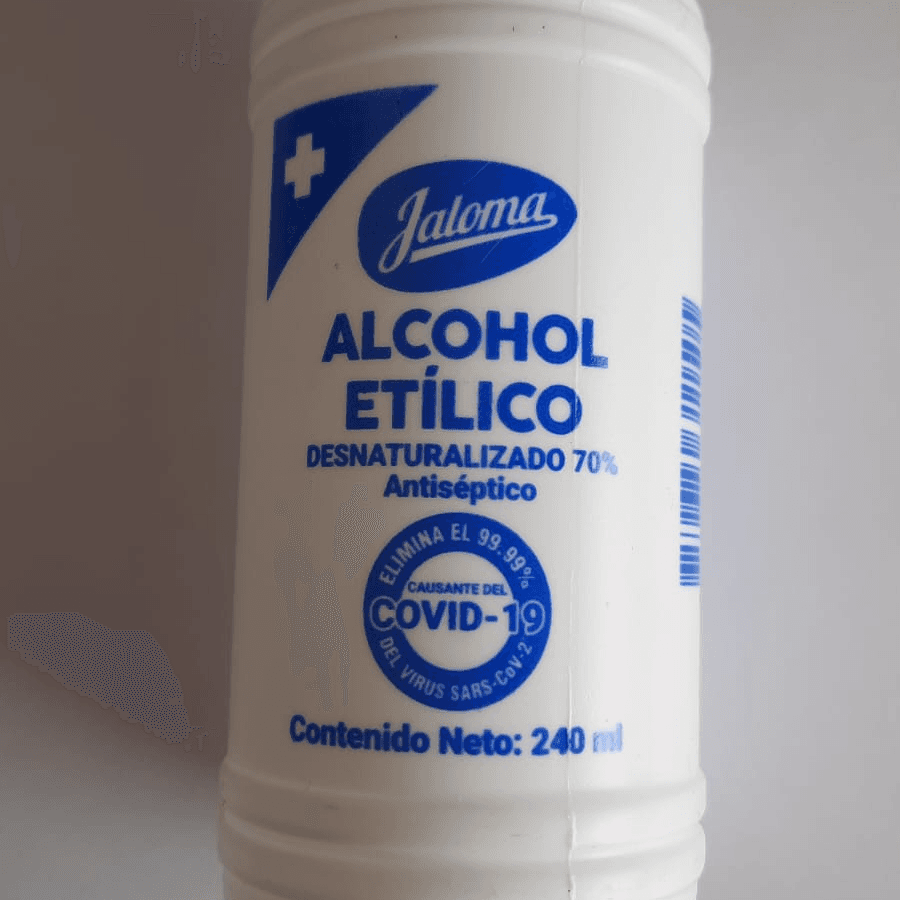 Jaloma
ALCOHOL
ETÍLICO
DESNATURALIZADO 70%
Antiséptico
ELIMINA EL 99.99%
CAUSANTE DEL
COVID-19
DEL VIRUS SARS-CoV-2
Contenido Neto: 240 ml